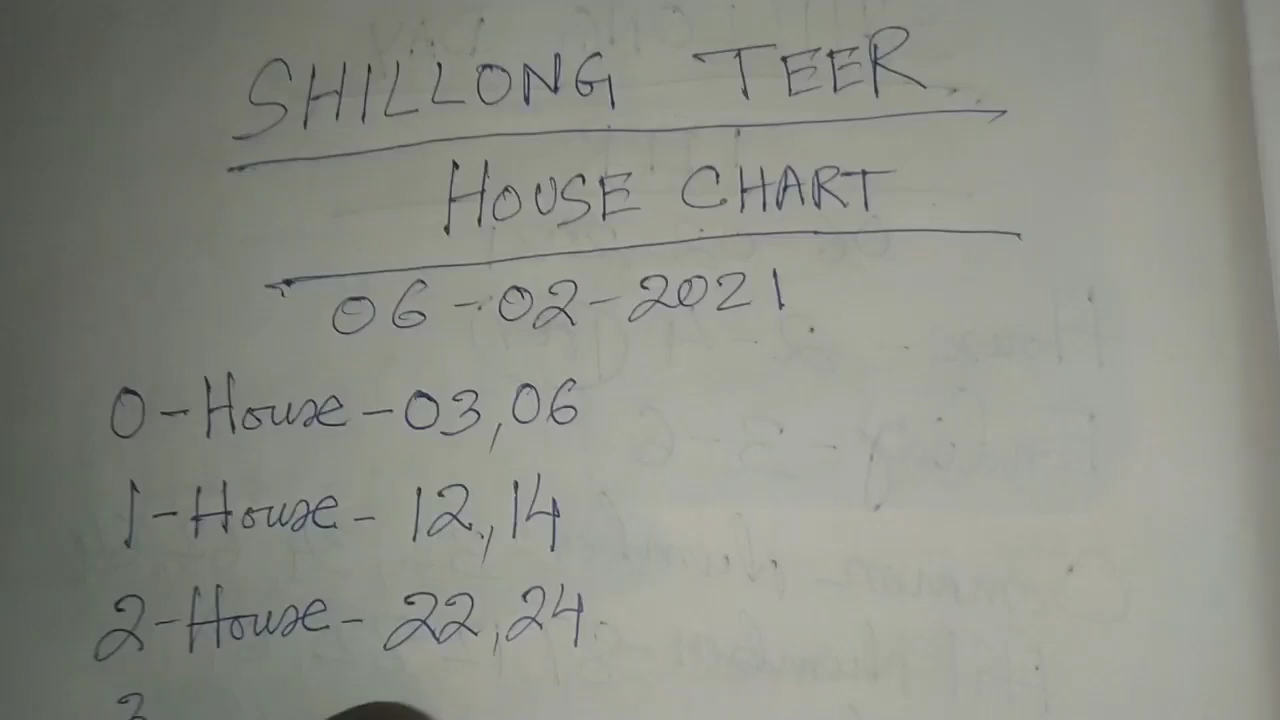 SHILLONG TEER
HOUSE CHART
06-02-2021
0-House-03,06
1-House-12,14
2-House-22,24
3